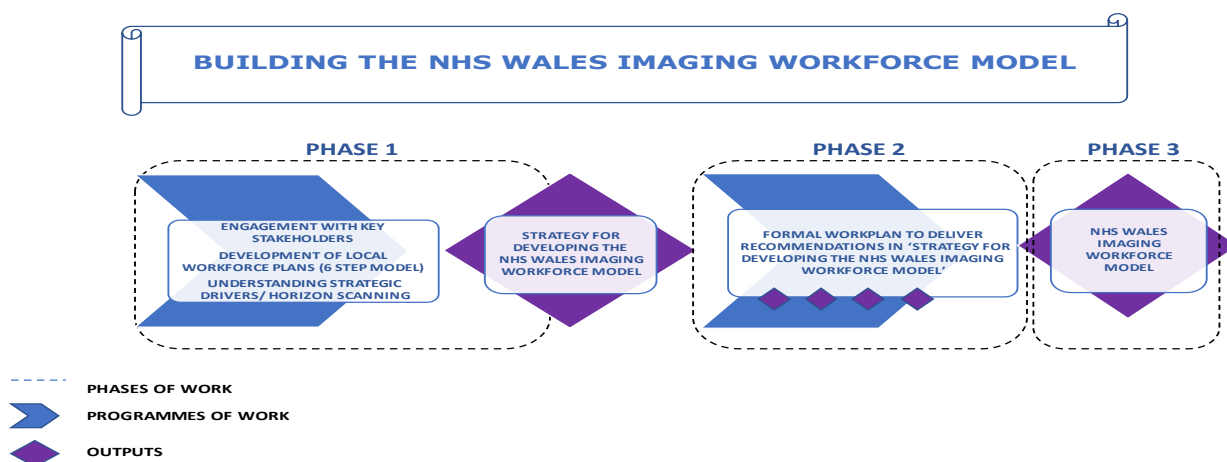 BUILDING THE NHS WALES IMAGING WORKFORCE MODEL
PHASE 1
ENGAGEMENT WITH KEY
STAKEHOLDERS
DEVELOPMENT OF LOCAL
WORKFORCE PLANS (6 STEP MODEL)
UNDERSTANDING STRATEGIC
DRIVERS/ HORIZON SCANNING
STRATEGY FOR
DEVELOPING THE
NHS WALES IMAGING
WORKFORCE MODEL
PHASE 2
FORMAL WORKPLAN TO DELIVER
RECOMMENDATIONS IN ‘STRATEGY FOR
DEVELOPING THE NHS WALES IMAGING
WORKFORCE MODEL’
PHASE 3
NHS WALES
IMAGING
WORKFORCE
MODEL
PHASES OF WORK
PROGRAMMES OF WORK
OUTPUTS